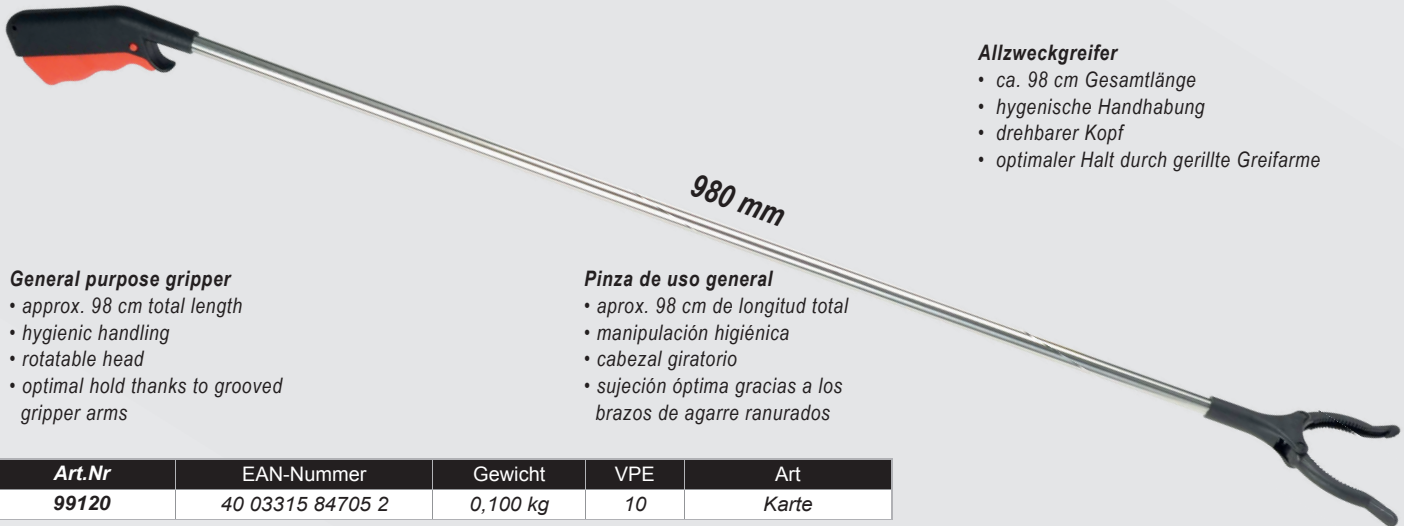 Allzweckgreifer
• ca. 98 cm Gesamtlänge
• hygenische Handhabung
• drehbarer Kopf
• optimaler Halt durch gerillte Greifarme
980 mm
General purpose gripper
• approx. 98 cm total length
• hygienic handling
• rotatable head
• optimal hold thanks to grooved
gripper arms
Pinza de uso general
• aprox. 98 cm de longitud total
• manipulación higiénica
• cabezal giratorio
• sujeción óptima gracias a los
brazos de agarre ranurados
Art.Nr EAN-Nummer Gewicht VPE Art
99120 40 03315 84705 2 0,100 kg 10 Karte